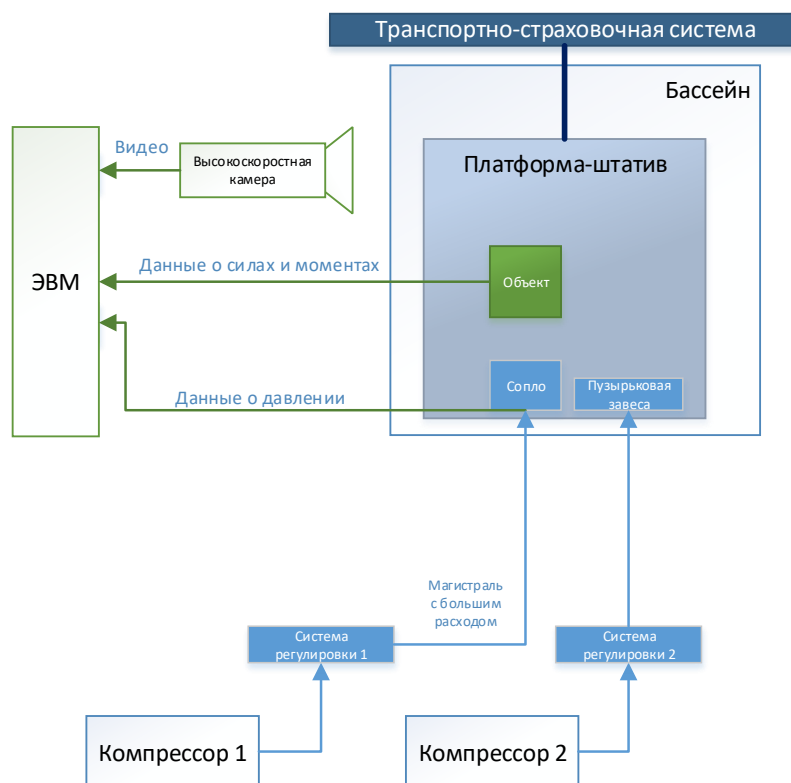 Транспортно-страховочная система
Бассейн
Видео
Высокоскоростная
камера
Платформа-штатив
ЭВМ
Данные о силах и моментах
Объект
Данные о давлении
Сопло
Пузырьковая
завеса
Магистраль
с большим
расходом
Система
регулировки 1
Система
регулировки 2
Компрессор 1
Компрессор 2